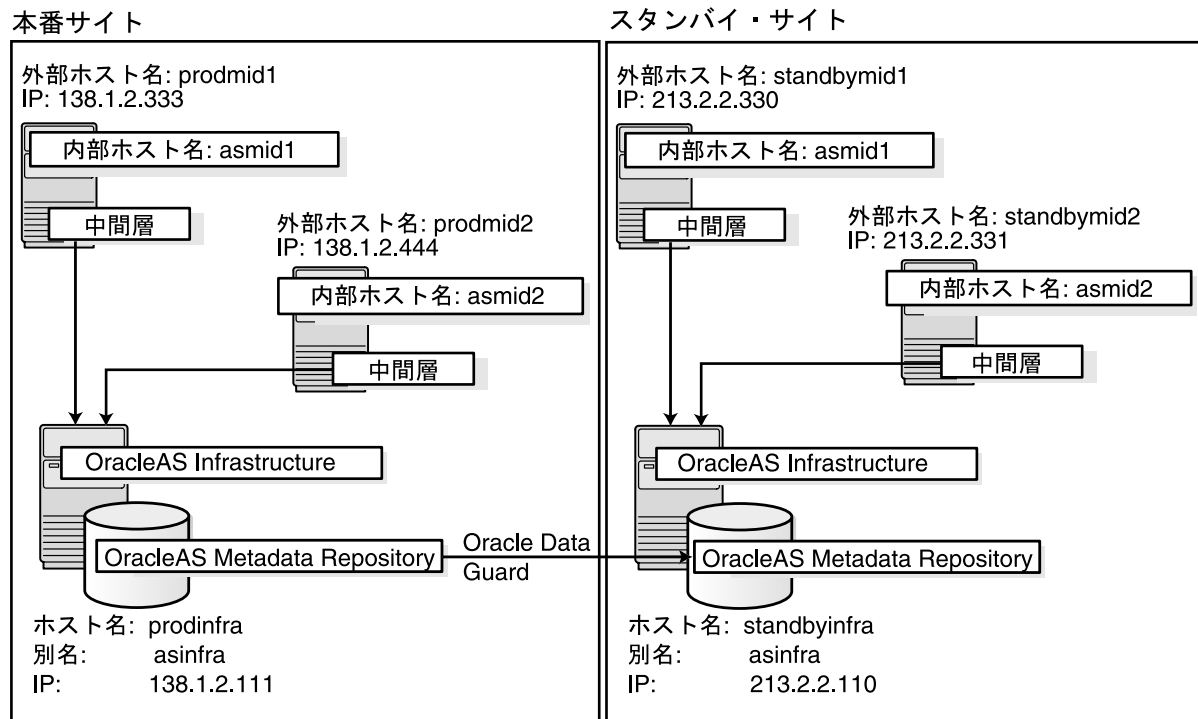 本番サイト
外部ホスト名: prodmid1
IP: 138.1.2.333
内部ホスト名: asmid1
中間層
外部ホスト名: prodmid2
IP: 138.1.2.444
内部ホスト名: asmid2
中間層
OracleAS Infrastructure
OracleAS Metadata Repository
ホスト名: prodinfra
別名: asinfra
IP: 138.1.2.111
Oracle Data
Guard
スタンバイ・サイト
外部ホスト名: standbymid1
IP: 213.2.2.330
内部ホスト名: asmid1
中間層
外部ホスト名: standbymid2
IP: 213.2.2.331
内部ホスト名: asmid2
中間層
OracleAS Infrastructure
OracleAS Metadata Repository
ホスト名: standbyinfra
別名: asinfra
IP: 213.2.2.110